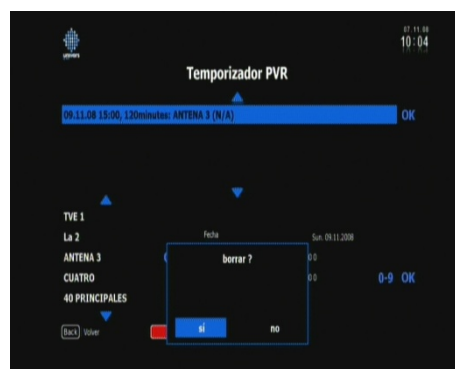 07.11.08
10:04
Temporizador PVR
09.11.08 15:00, 120minutes: ANTENA 3 (N/A)
OK
TVE 1
La 2
Fecha
Sun. 09.11.2008
ANTENA 3
borrar ?
CUATRO
0-9 OK
40 PRINCIPALES
Back Volver
sí
no